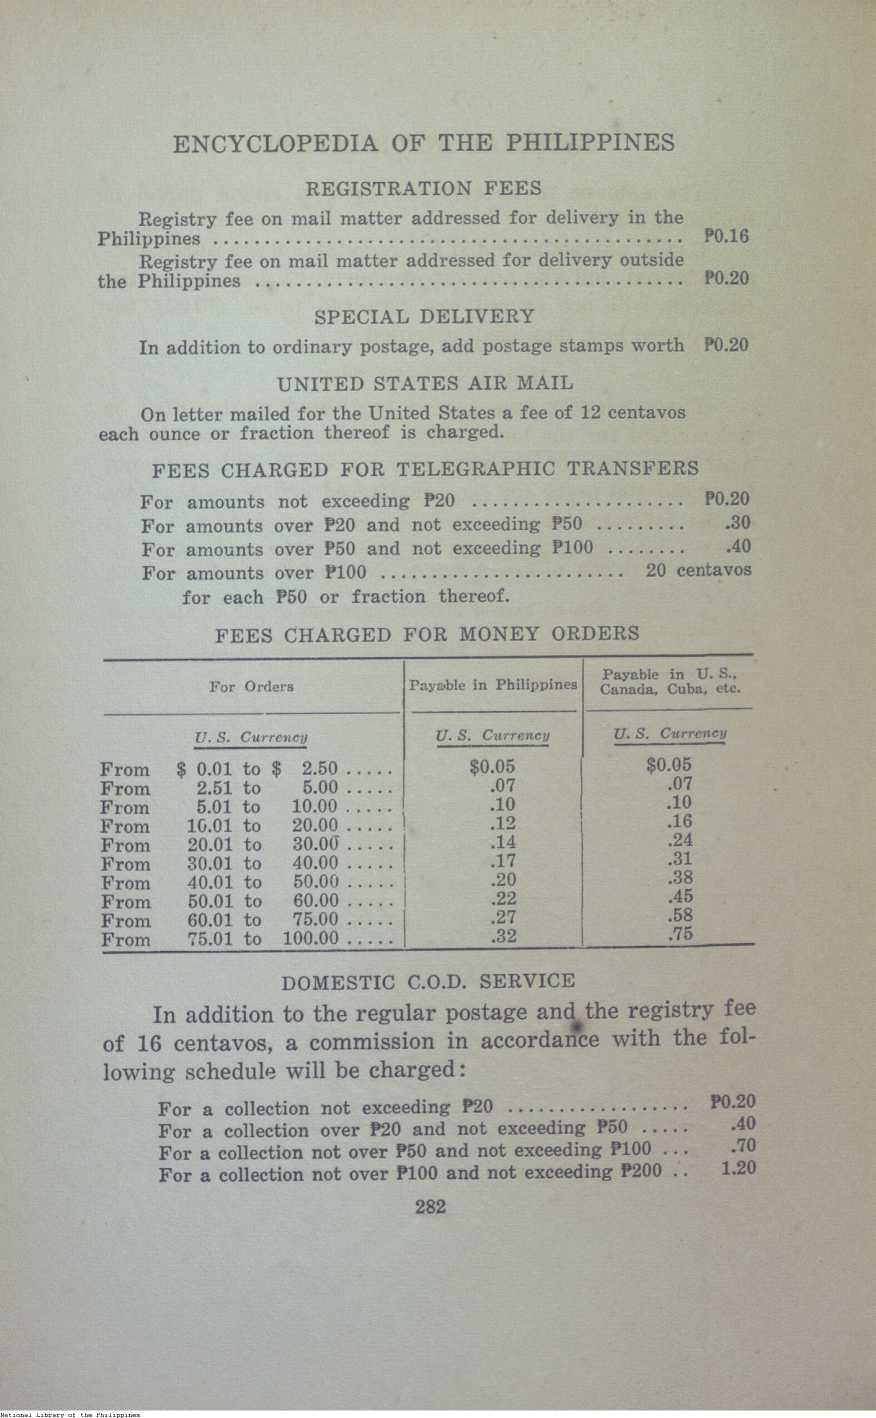 ENCYCLOPEDIA OF THE PHILIPPINES
REGISTRATION FEES
Registry fee on mail matter addressed for delivery in the
Philippines .............................................. ₱0.16
Registry fee on mail matter addressed for delivery outside
the Philippines .......................................... ₱0.20
SPECIAL DELIVERY
In addition to ordinary postage, add postage stamps worth ₱0.20
UNITED STATES AIR MAIL
On letter mailed for the United States a fee of 12 centavos
each ounce or fraction thereof is charged.
FEES CHARGED FOR TELEGRAPHIC TRANSFERS
For amounts not exceeding ₱20 ..................... ₱0.20
For amounts over ₱20 and not exceeding ₱50 ......... .30
For amounts over ₱50 and not exceeding ₱100 ........ .40
For amounts over ₱100 ........................ 20 centavos
for each ₱50 or fraction thereof.
FEES CHARGED FOR MONEY ORDERS
For Orders Payable in Philippines Payable in U. S.,
Canada, Cuba, etc.
U. S. Currency U. S. Currency U. S. Currency
From $ 0.01 to $ 2.50 ..... $0.05 $0.05
From 2.51 to 5.00 ..... .07 .07
From 5.01 to 10.00 ..... .10 .10
From 10.01 to 20.00 ..... .12 .16
From 20.01 to 30.00 ..... .14 .24
From 30.01 to 40.00 ..... .17 .31
From 40.01 to 50.00 ..... .20 .38
From 50.01 to 60.00 ..... .22 .45
From 60.01 to 75.00 ..... .27 .58
From 75.01 to 100.00 ..... .32 .75
DOMESTIC C.O.D. SERVICE
In addition to the regular postage and the registry fee
of 16 centavos, a commission in accordance with the fol-
lowing schedule will be charged:
For a collection not exceeding ₱20 .................. ₱0.20
For a collection over ₱20 and not exceeding ₱50 ..... .40
For a collection not over ₱50 and not exceeding ₱100 ... .70
For a collection not over ₱100 and not exceeding ₱200 .. 1.20
282
National Library of the Philippines